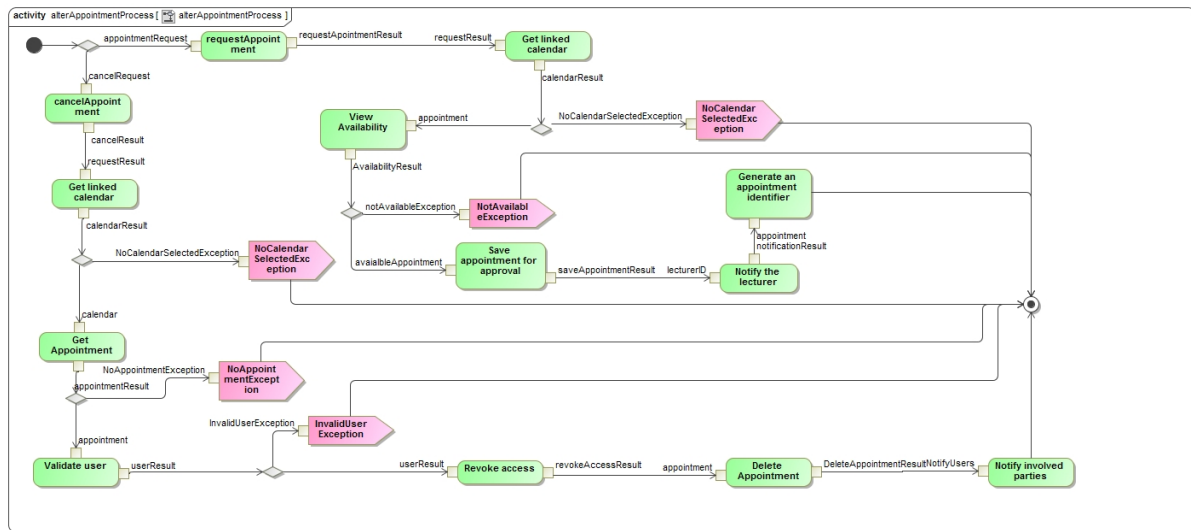 activity alterAppointmentProcess [ alterAppointmentProcess ]
appointmentRequest
requestAppoint
ment
requestApointmentResult
requestResult
Get linked
calendar
cancelRequest
calendarResult
cancelAppoint
ment
cancelResult
View
Availability
appointment
NoCalendarSelectedException
NoCalendar
SelectedExc
eption
requestResult
AvailabilityResult
Get linked
calendar
Generate an
appointment
identifier
calendarResult
notAvailableException
NotAvailabl
eException
appointment
notificationResult
NoCalendarSelectedException
NoCalendar
SelectedExc
eption
avaialbleAppointment
Save
appointment for
approval
saveAppointmentResult
lecturerID
Notify the
lecturer
calendar
Get
Appointment
NoAppointmentException
NoAppoi
ntmentExcept
ion
appointmentResult
InvalidUserException
InvalidUser
Exception
appointment
Validate user
userResult
userResult
Revoke access
revokeAccessResult
appointment
Delete
Appointment
DeleteAppointmentResult
NotifyUsers
Notify involved
parties